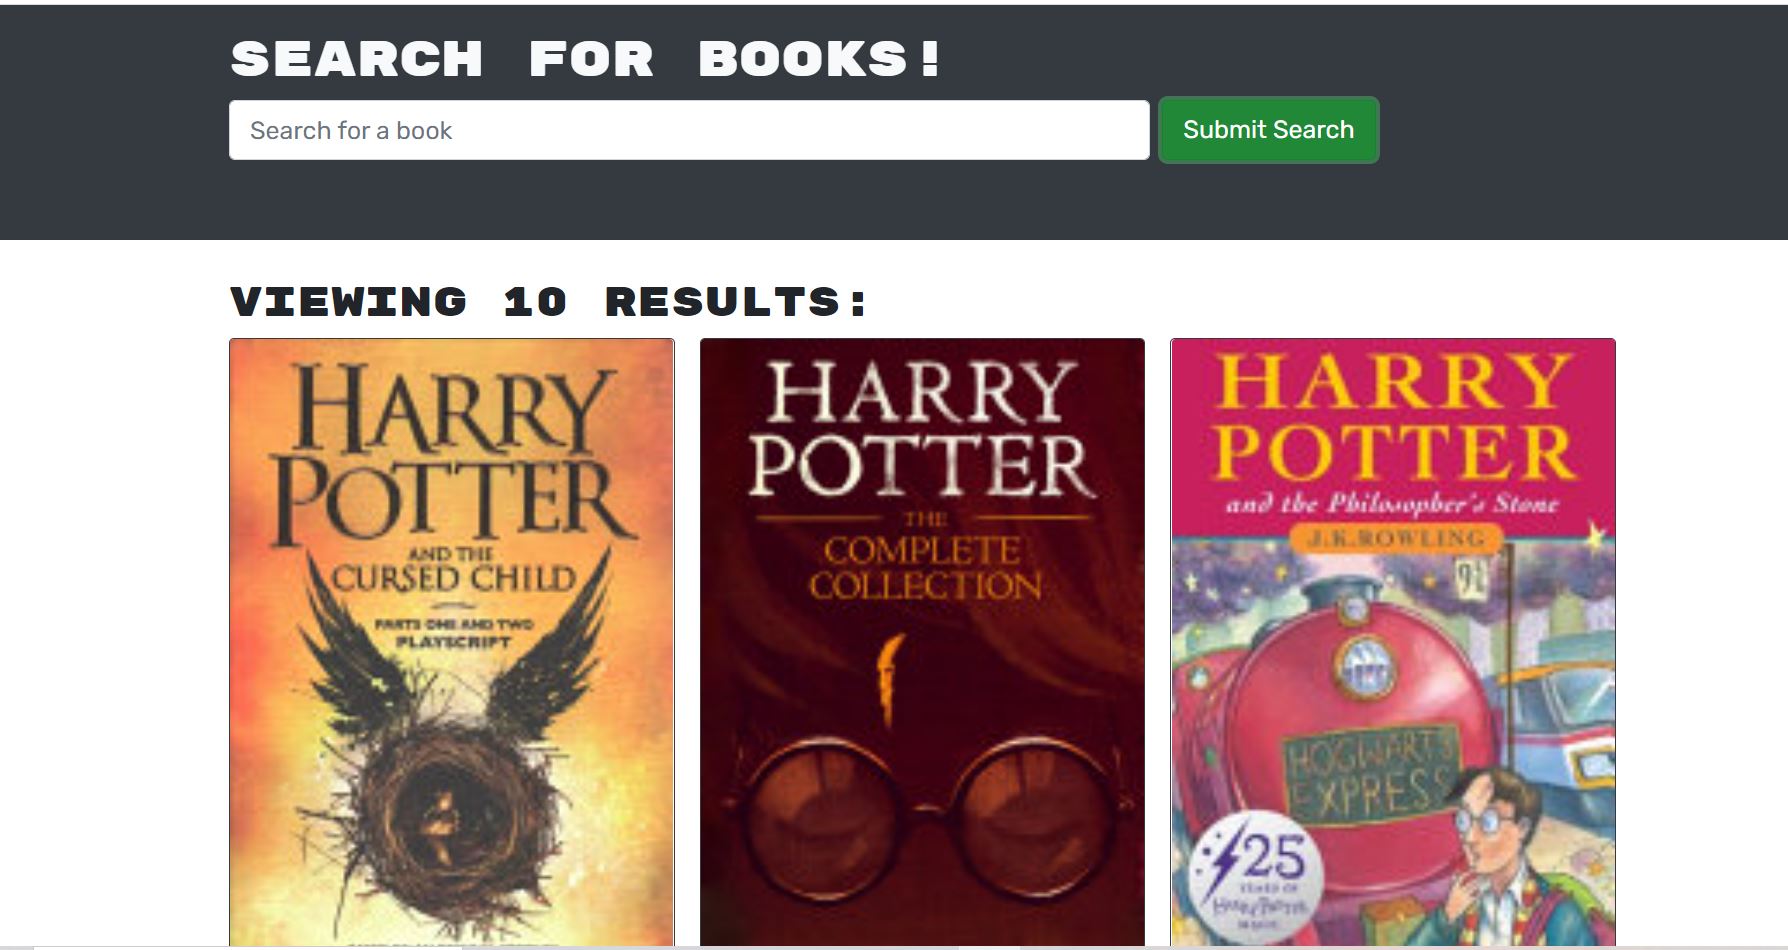 SEARCH FOR BOOKS!
Search for a book
Submit Search
VIEWING 10 RESULTS:
HARRY
POTTER
AND THE
CURSED CHILD
PARTS ONE AND TWO
PLAYSCRIPT
HARRY
POTTER
THE
COMPLETE
COLLECTION
HARRY
POTTER
and the Philosopher's Stone
J.K.ROWLING
9¾
HOGWARTS
EXPRESS
25
YEARS OF
Harry Potter
MAGIC